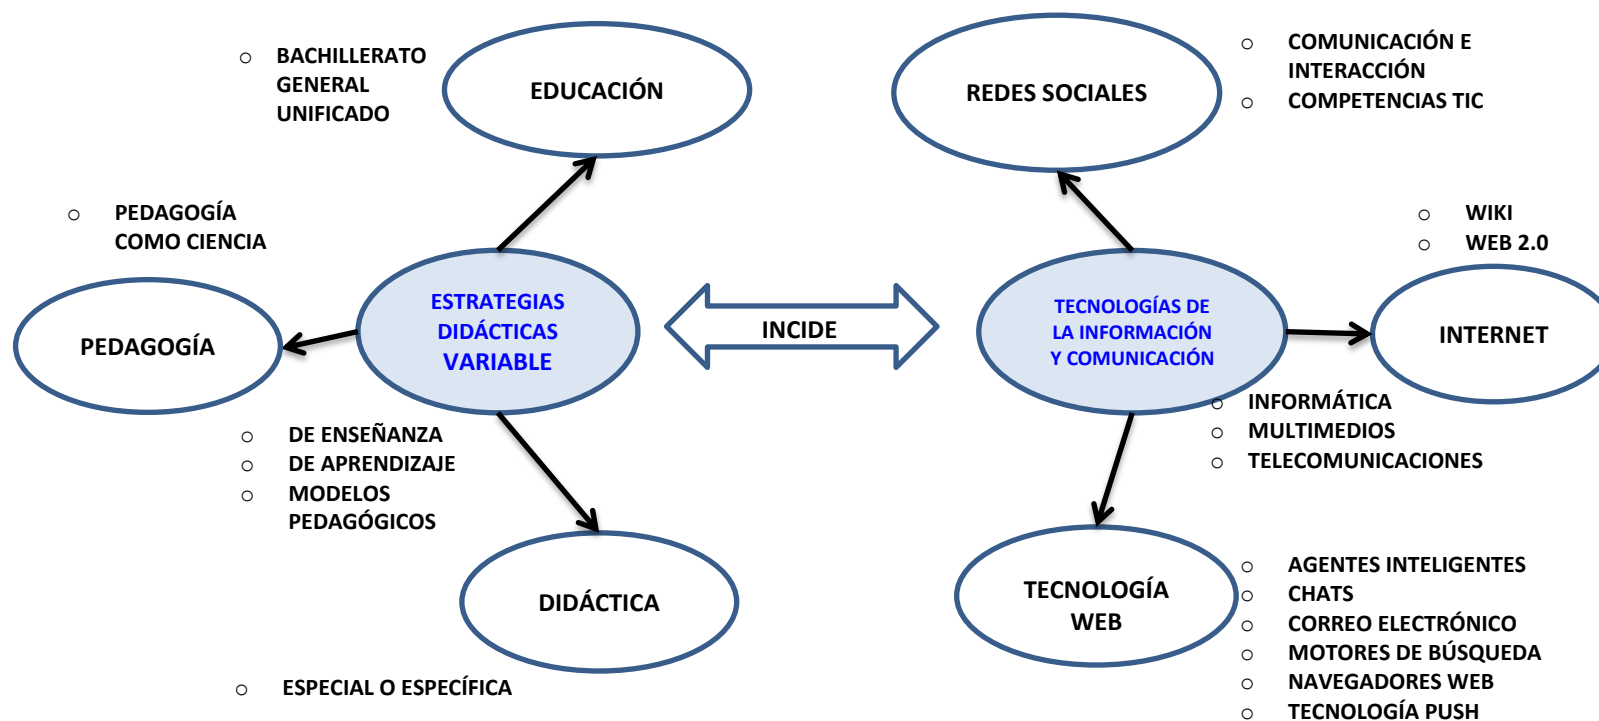 BACHILLERATO
GENERAL
UNIFICADO
EDUCACIÓN
PEDAGOGÍA
COMO CIENCIA
PEDAGOGÍA
ESTRATEGIAS
DIDÁCTICAS
VARIABLE
DE ENSEÑANZA
DE APRENDIZAJE
MODELOS
PEDAGÓGICOS
DIDÁCTICA
ESPECIAL O ESPECÍFICA
INCIDE
REDES SOCIALES
COMUNICACIÓN E
INTERACCIÓN
COMPETENCIAS TIC
WIKI
WEB 2.0
TECNOLOGÍAS DE
LA INFORMACIÓN
Y COMUNICACIÓN
INTERNET
INFORMÁTICA
MULTIMEDIOS
TELECOMUNICACIONES
TECNOLOGÍA
WEB
AGENTES INTELIGENTES
CHATS
CORREO ELECTRÓNICO
MOTORES DE BÚSQUEDA
NAVEGADORES WEB
TECNOLOGÍA PUSH